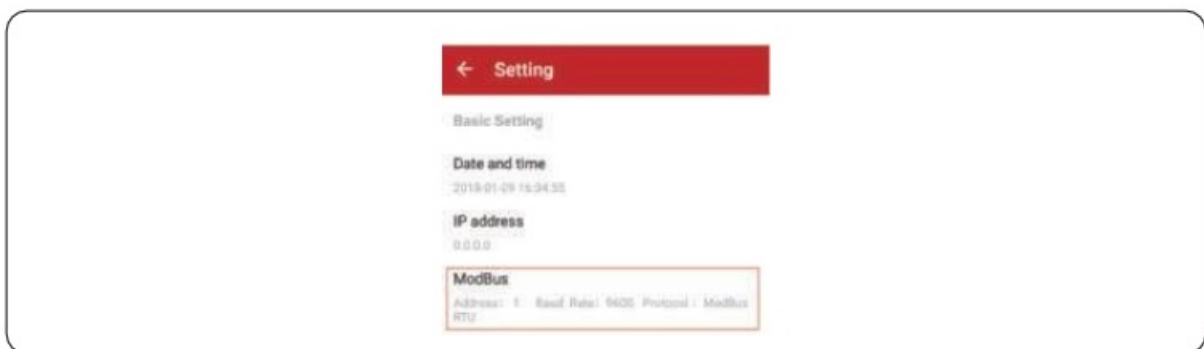 Setting
Basic Setting
Date and time
2018-01-09 16:34:55
IP address
0.0.0.0
ModBus
Address: 1 Baud Rate: 9600 Protocol: ModBus
RTU